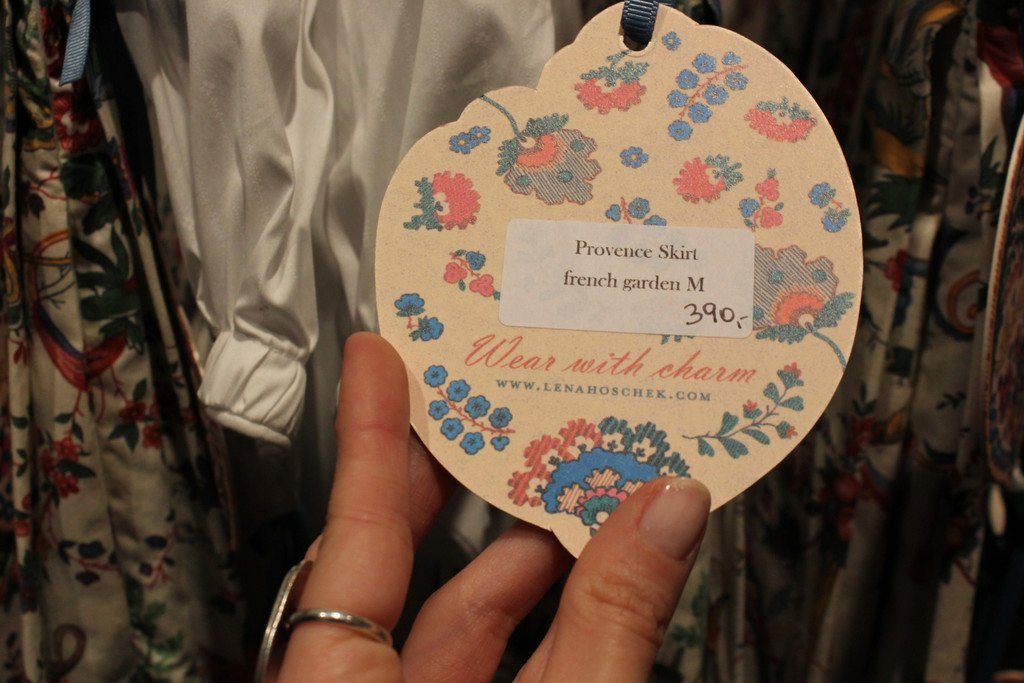 Provence Skirt
french garden M
390,-
Wear with charm
WWW.LENAHOSCHEK.COM